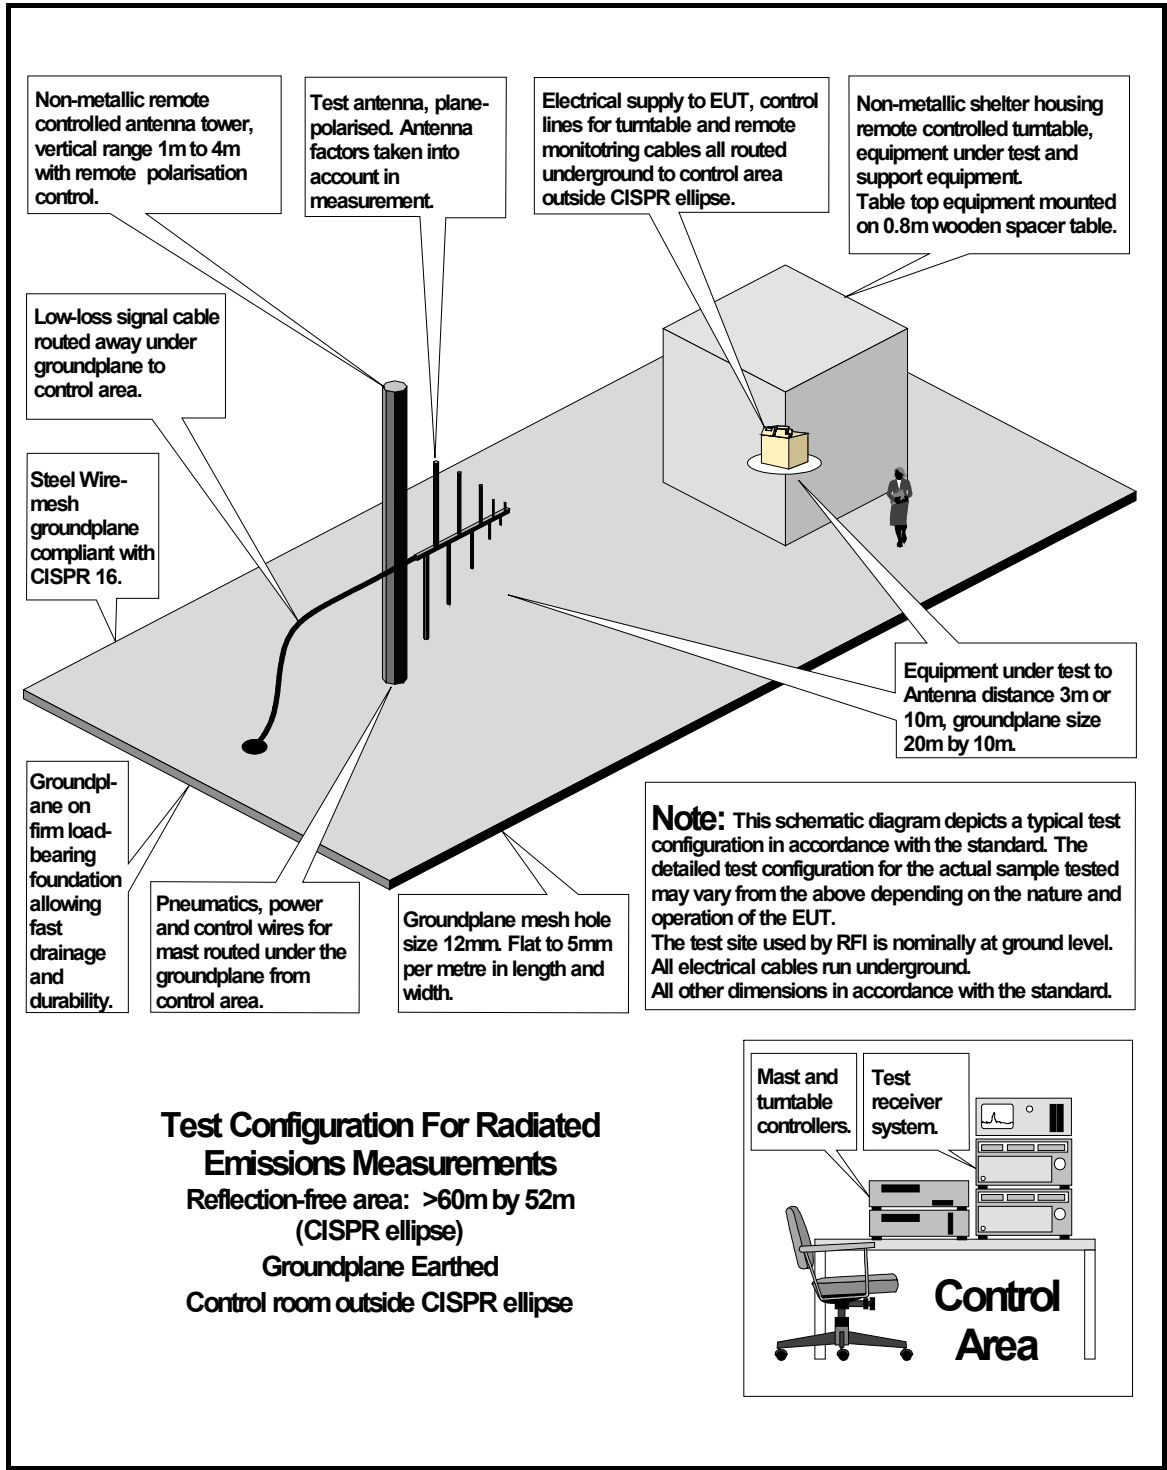 Non-metallic remote
controlled antenna tower,
vertical range 1m to 4m
with remote polarisation
control.
Test antenna, plane-
polarised. Antenna
factors taken into
account in
measurement.
Electrical supply to EUT, control
lines for turntable and remote
monitotring cables all routed
underground to control area
outside CISPR ellipse.
Non-metallic shelter housing
remote controlled turntable,
equipment under test and
support equipment.
Table top equipment mounted
on 0.8m wooden spacer table.
Low-loss signal cable
routed away under
groundplane to
control area.
Steel Wire-
mesh
groundplane
compliant with
CISPR 16.
Equipment under test to
Antenna distance 3m or
10m, groundplane size
20m by 10m.
Groundpl-
ane on
firm load-
bearing
foundation
allowing
fast
drainage
and
durability.
Pneumatics, power
and control wires for
mast routed under the
groundplane from
control area.
Groundplane mesh hole
size 12mm. Flat to 5mm
per metre in length and
width.
Note: This schematic diagram depicts a typical test
configuration in accordance with the standard. The
detailed test configuration for the actual sample tested
may vary from the above depending on the nature and
operation of the EUT.
The test site used by RFI is nominally at ground level.
All electrical cables run underground.
All other dimensions in accordance with the standard.
Test Configuration For Radiated
Emissions Measurements
Reflection-free area: >60m by 52m
(CISPR ellipse)
Groundplane Earthed
Control room outside CISPR ellipse
Mast and
turntable
controllers.
Test
receiver
system.
Control
Area